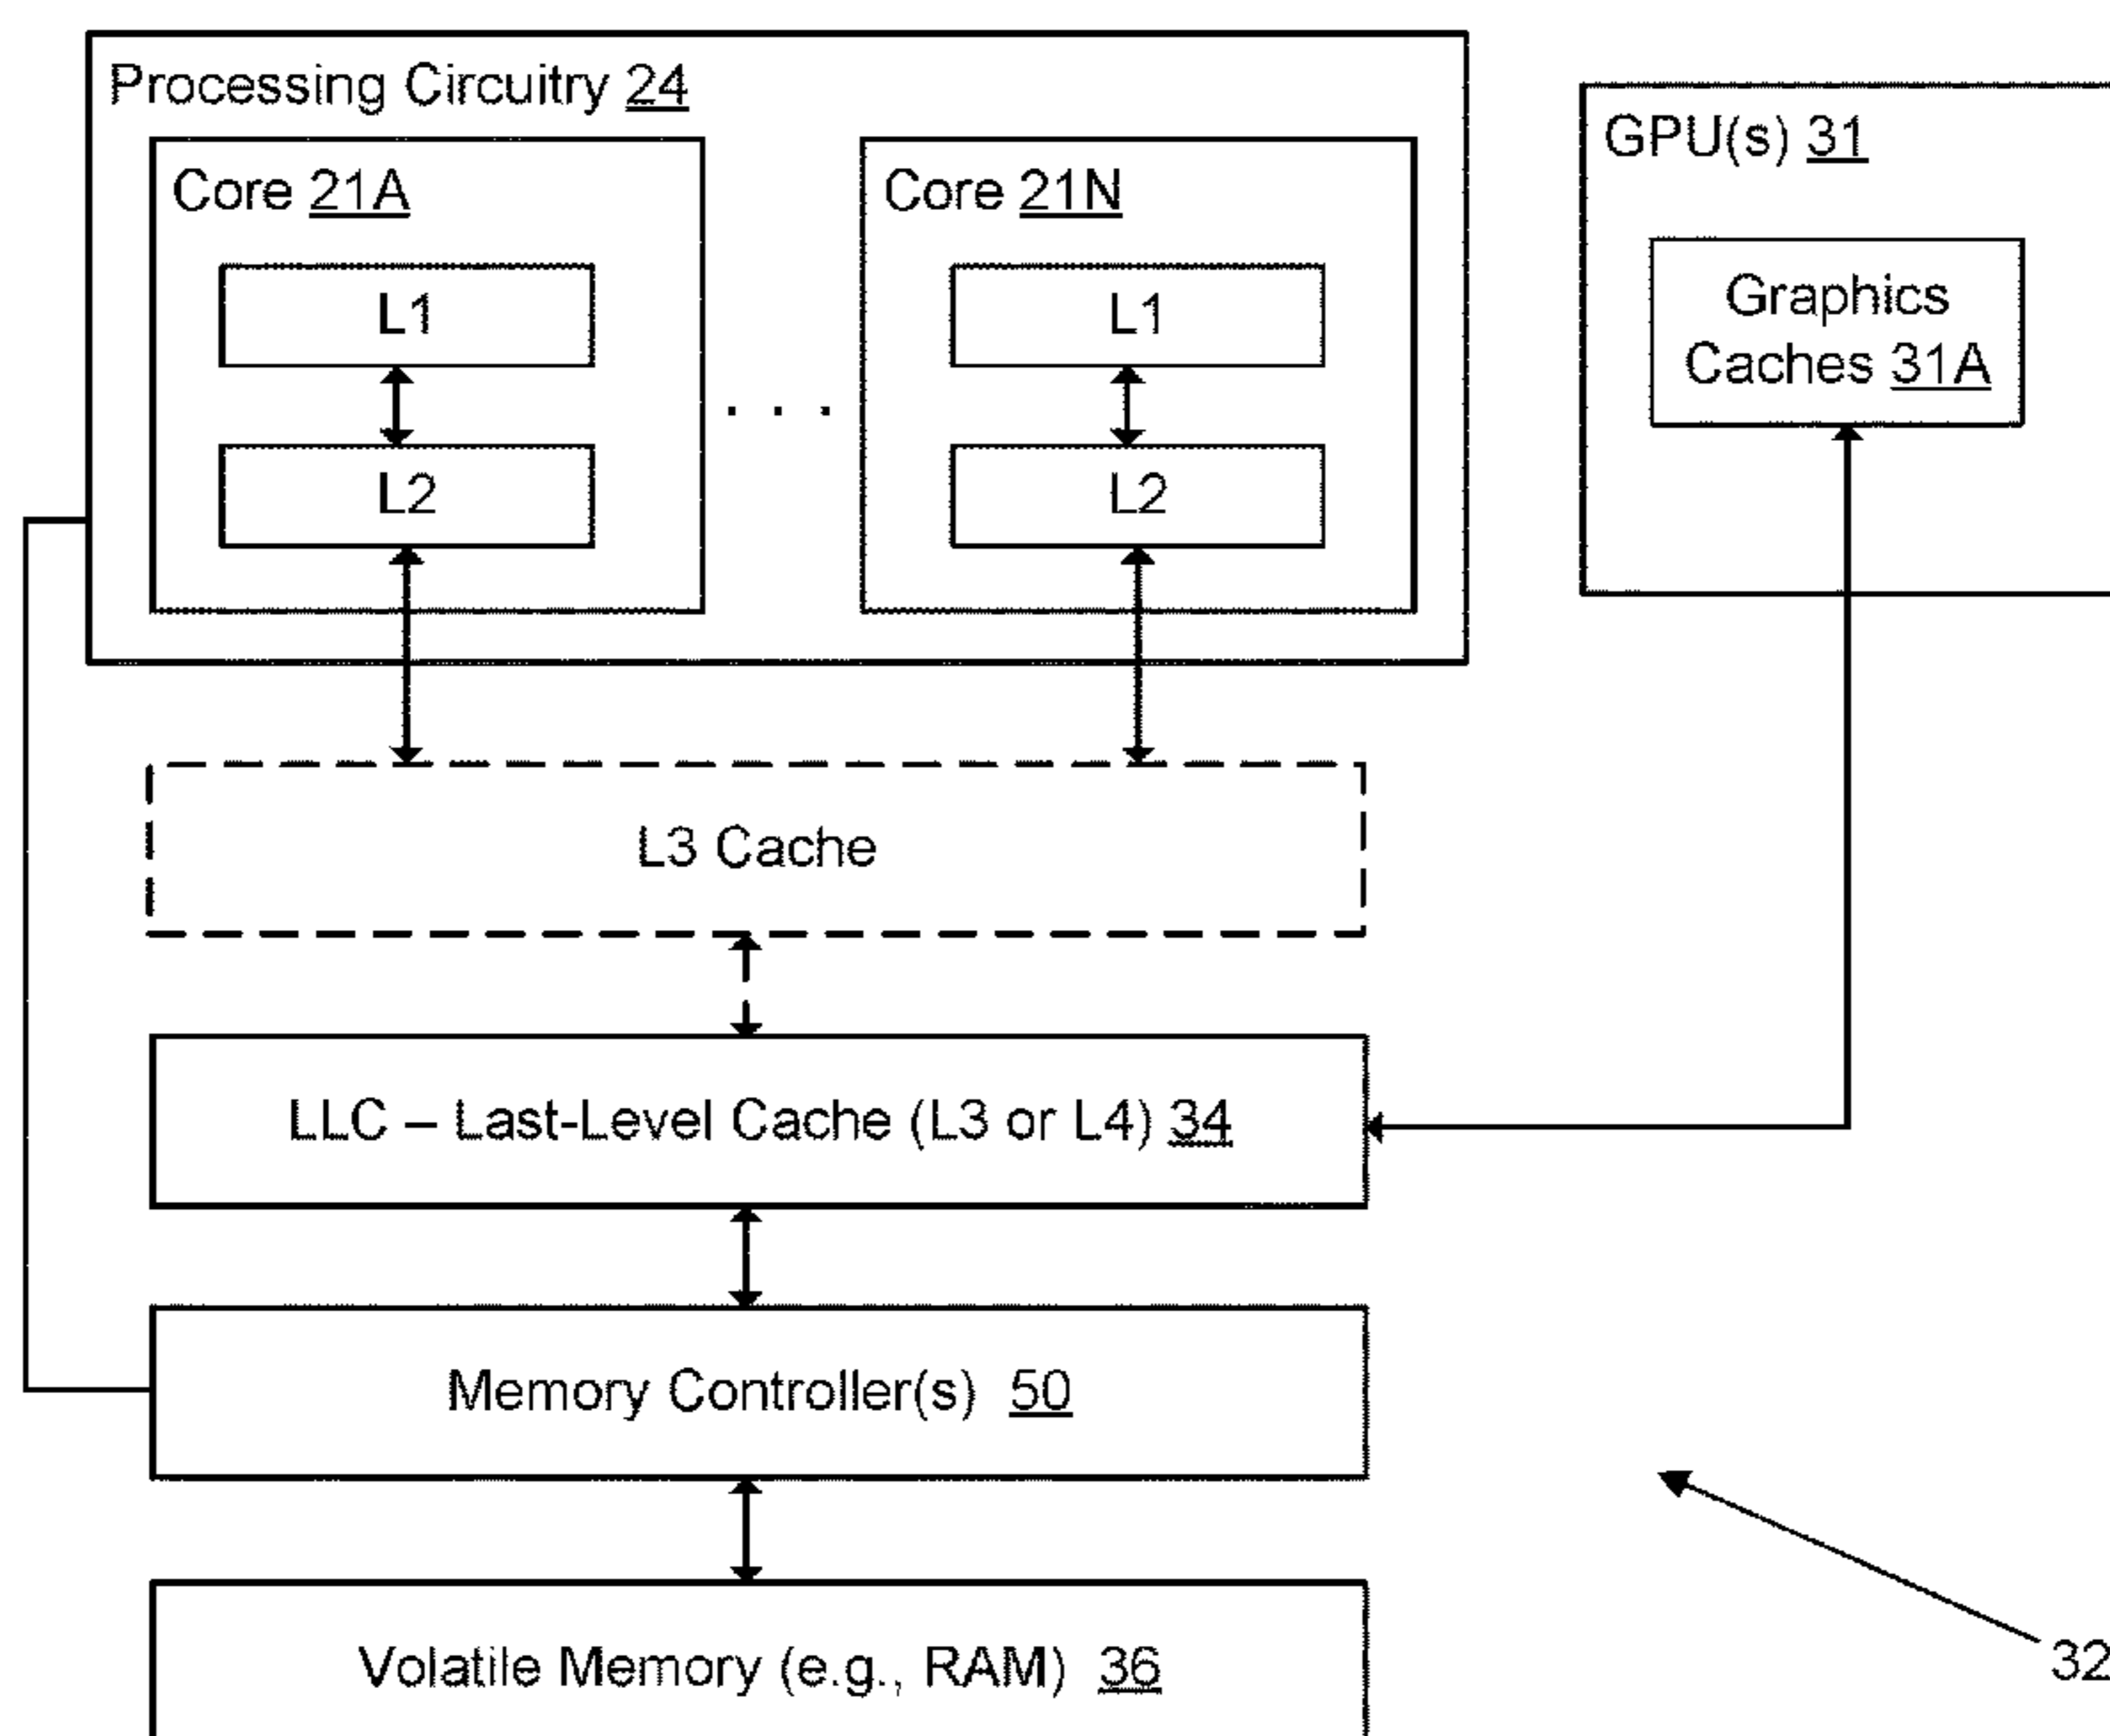 Processing Circuitry 24
Core 21A
L1
L2
. . .
Core 21N
L1
L2
GPU(s) 31
Graphics
Caches 31A
L3 Cache
LLC – Last-Level Cache (L3 or L4) 34
Memory Controller(s) 50
Volatile Memory (e.g., RAM) 36
32